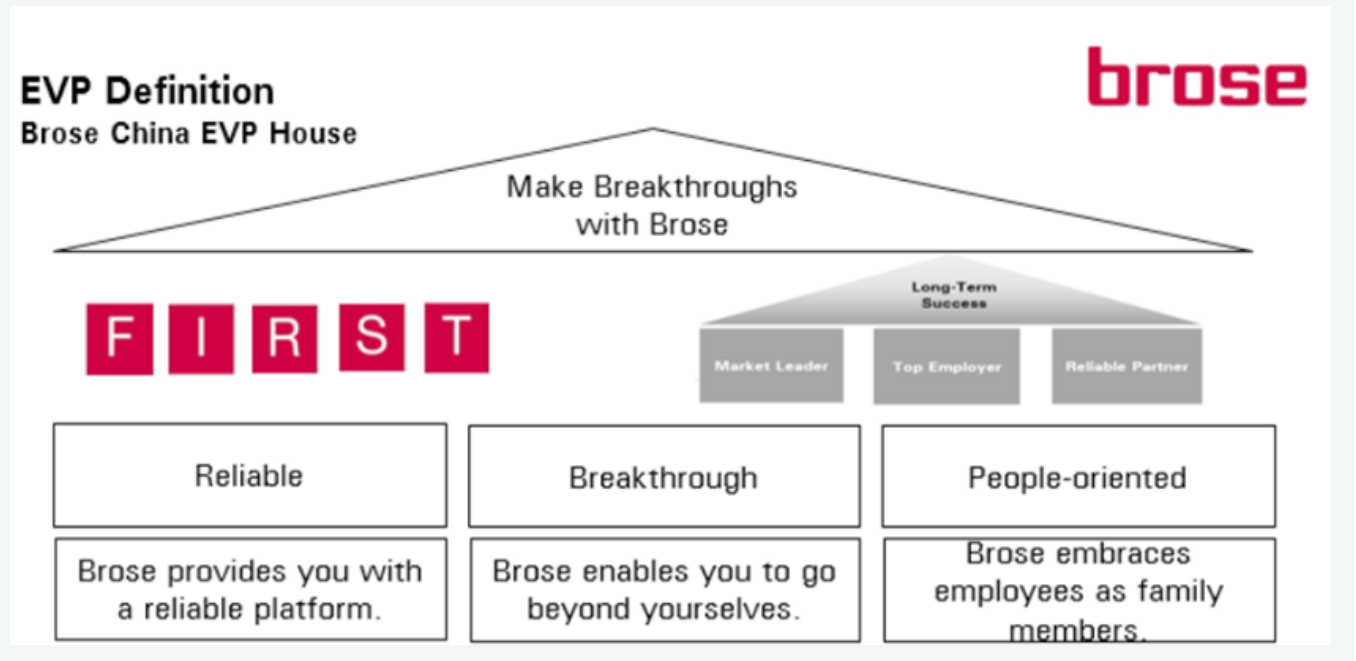 brose
EVP Definition
Brose China EVP House
Make Breakthroughs
with Brose
F I R S T
Long-Term
Success
Market Leader
Top Employer
Reliable Partner
Reliable
Breakthrough
People-oriented
Brose provides you with
a reliable platform.
Brose enables you to go
beyond yourselves.
Brose embraces
employees as family
members.